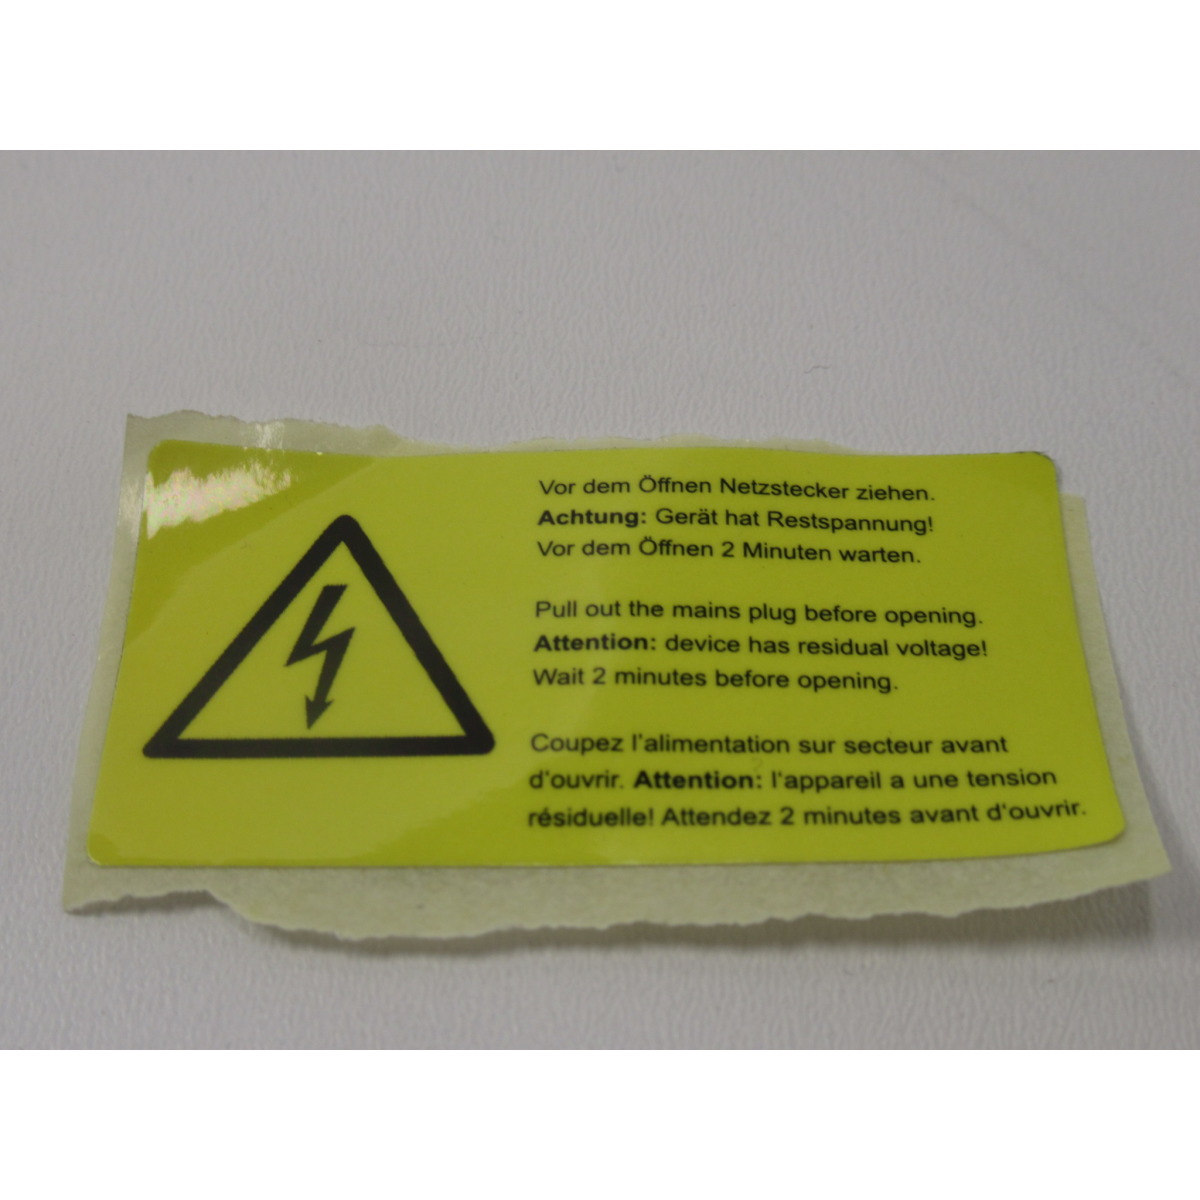 Vor dem Öffnen Netzstecker ziehen.
Achtung: Gerät hat Restspannung!
Vor dem Öffnen 2 Minuten warten.
Pull out the mains plug before opening.
Attention: device has residual voltage!
Wait 2 minutes before opening.
Coupez l'alimentation sur secteur avant
d'ouvrir. Attention: l'appareil a une tension
résiduelle! Attendez 2 minutes avant d'ouvrir.